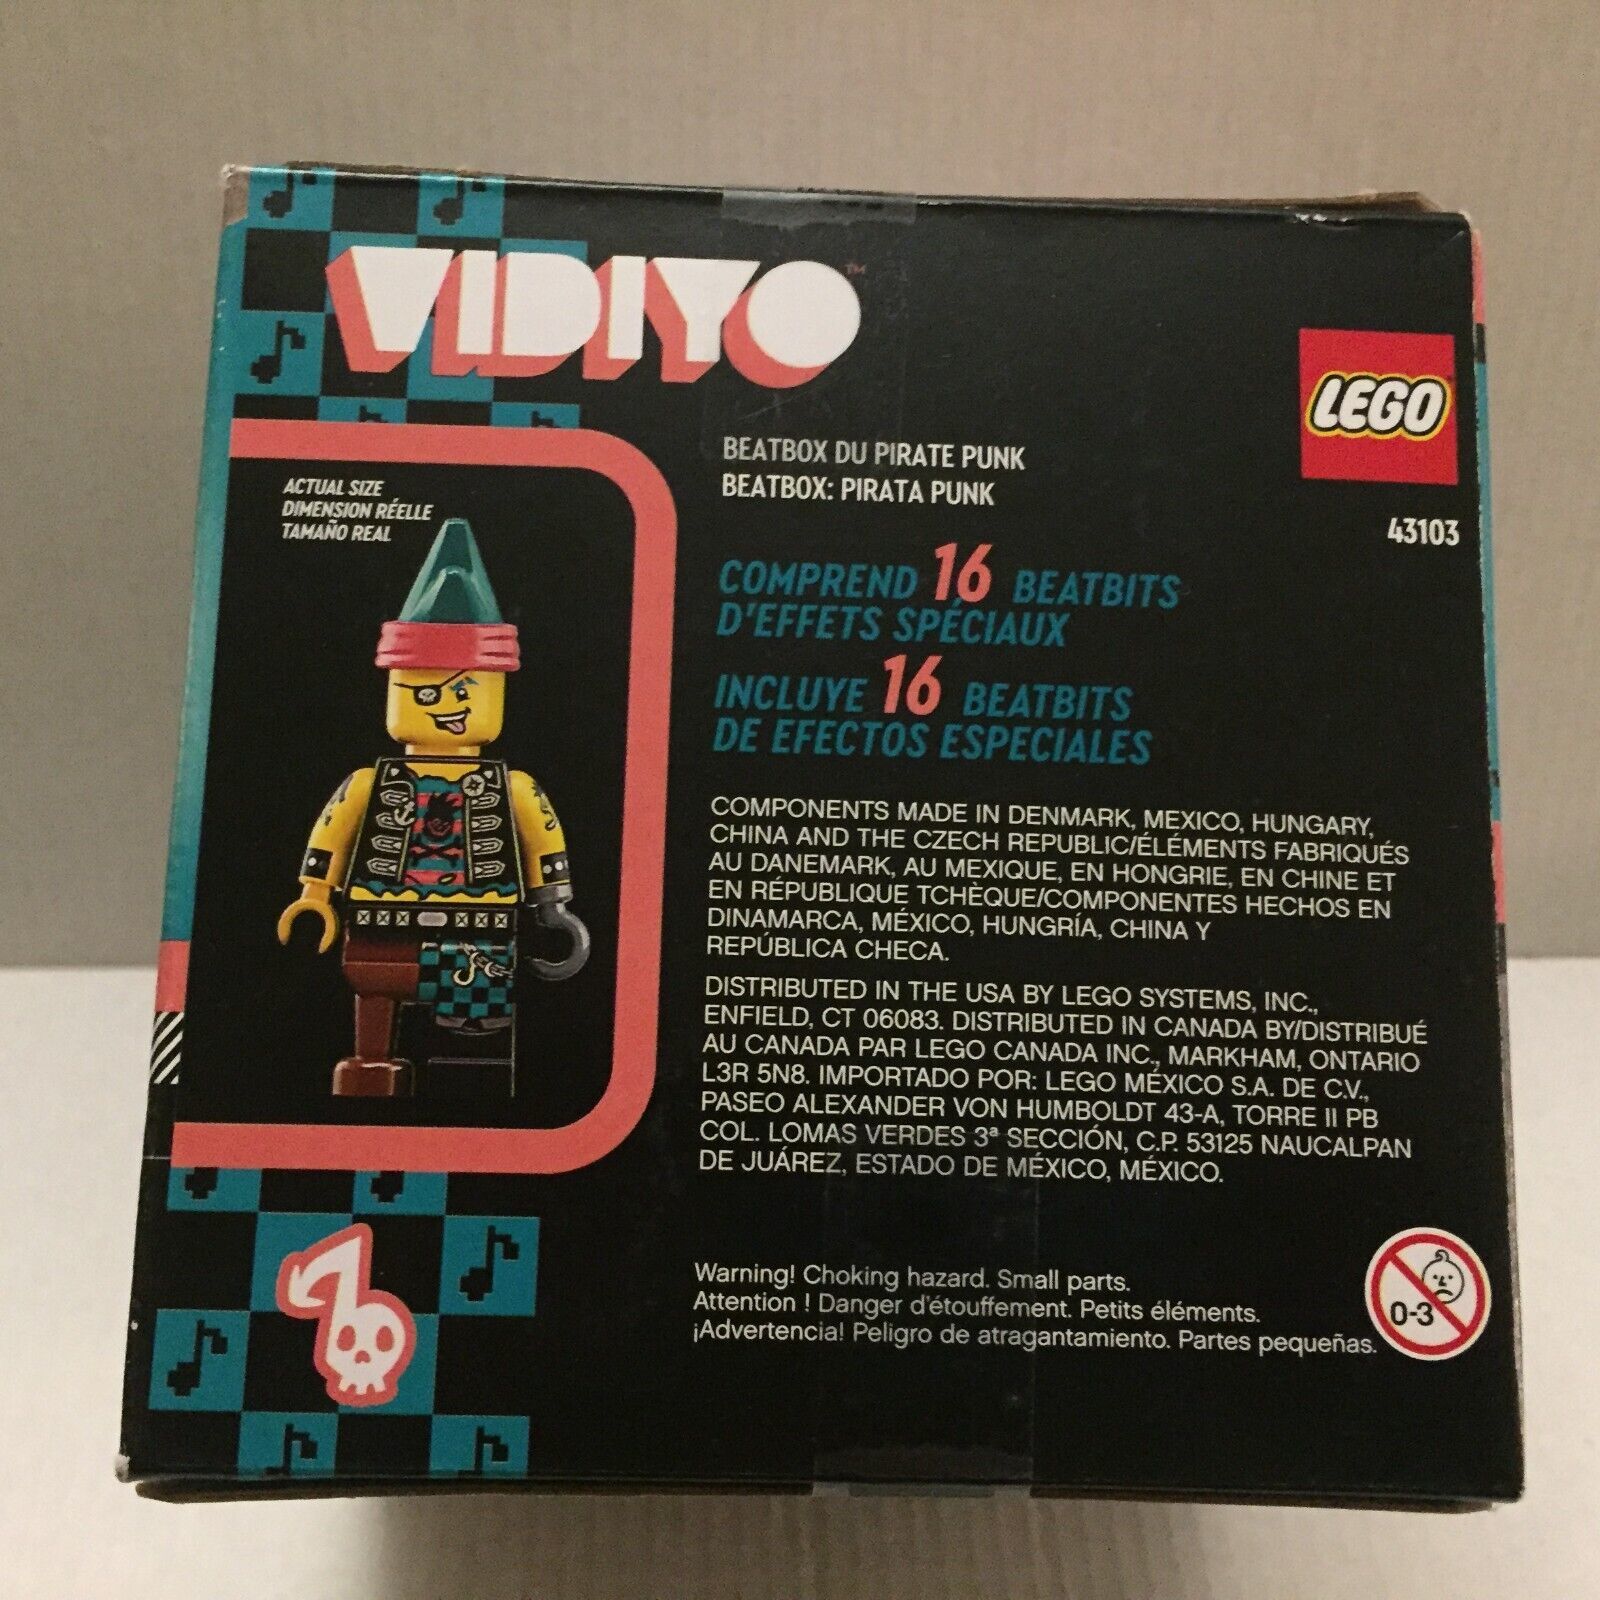 VIDIYO™
LEGO
43103
ACTUAL SIZE
DIMENSION RÉELLE
TAMAÑO REAL
BEATBOX DU PIRATE PUNK
BEATBOX: PIRATA PUNK
COMPREND 16 BEATBITS
D'EFFETS SPÉCIAUX
INCLUYE 16 BEATBITS
DE EFECTOS ESPECIALES
COMPONENTS MADE IN DENMARK, MEXICO, HUNGARY,
CHINA AND THE CZECH REPUBLIC/ÉLÉMENTS FABRIQUÉS
AU DANEMARK, AU MEXIQUE, EN HONGRIE, EN CHINE ET
EN RÉPUBLIQUE TCHÈQUE/COMPONENTES HECHOS EN
DINAMARCA, MÉXICO, HUNGRÍA, CHINA Y
REPÚBLICA CHECA.
DISTRIBUTED IN THE USA BY LEGO SYSTEMS, INC.,
ENFIELD, CT 06083. DISTRIBUTED IN CANADA BY/DISTRIBUÉ
AU CANADA PAR LEGO CANADA INC., MARKHAM, ONTARIO
L3R 5N8. IMPORTADO POR: LEGO MÉXICO S.A. DE C.V.,
PASEO ALEXANDER VON HUMBOLDT 43-A, TORRE II PB
COL. LOMAS VERDES 3ª SECCIÓN, C.P. 53125 NAUCALPAN
DE JUÁREZ, ESTADO DE MÉXICO, MÉXICO.
Warning! Choking hazard. Small parts.
Attention ! Danger d'étouffement. Petits éléments.
¡Advertencia! Peligro de atragantamiento. Partes pequeñas.
0-3